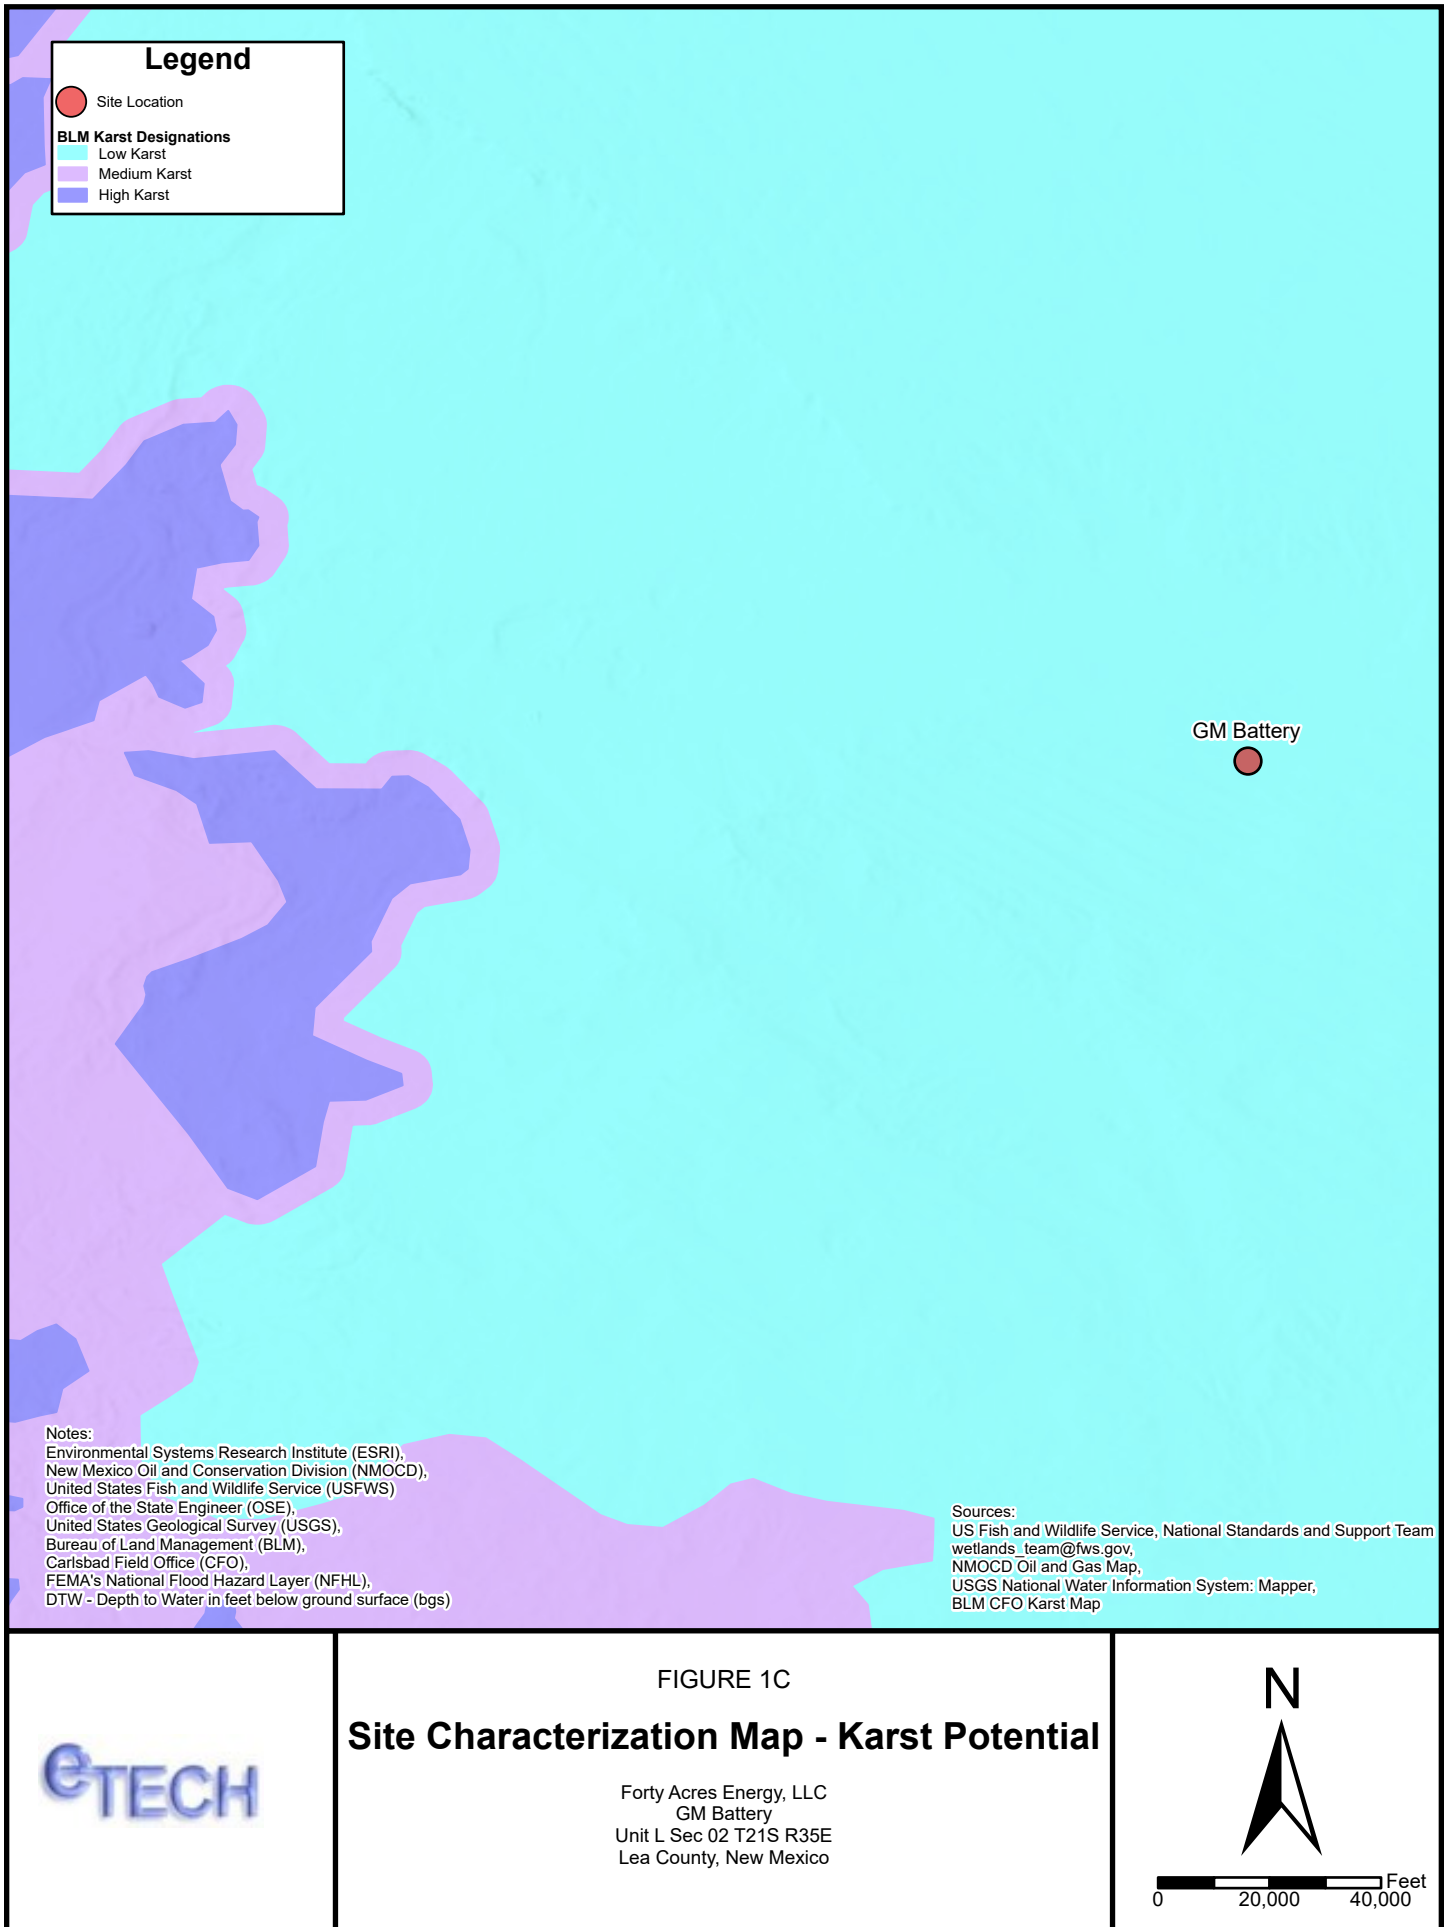 Legend
Site Location
BLM Karst Designations
Low Karst
Medium Karst
High Karst
GM Battery
Notes:
Environmental Systems Research Institute (ESRI),
New Mexico Oil and Conservation Division (NMOCD),
United States Fish and Wildlife Service (USFWS)
Office of the State Engineer (OSE),
United States Geological Survey (USGS),
Bureau of Land Management (BLM),
Carlsbad Field Office (CFO),
FEMA's National Flood Hazard Layer (NFHL),
DTW - Depth to Water in feet below ground surface (bgs)
Sources:
US Fish and Wildlife Service, National Standards and Support Team
wetlands_team@fws.gov,
NMOCD Oil and Gas Map,
USGS National Water Information System: Mapper,
BLM CFO Karst Map
eTECH
FIGURE 1C
Site Characterization Map - Karst Potential
Forty Acres Energy, LLC
GM Battery
Unit L Sec 02 T21S R35E
Lea County, New Mexico
N
Feet
0 20,000 40,000